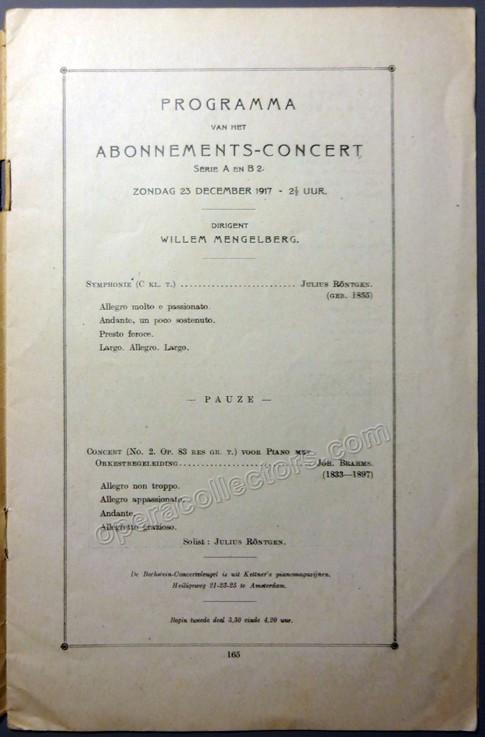 PROGRAMMA
VAN HET
ABONNEMENTS-CONCERT
SERIE A EN B 2.
ZONDAG 23 DECEMBER 1917 - 2½ UUR.
DIRIGENT
WILLEM MENGELBERG.
SYMPHONIE (C KL. T.) ........................ JULIUS RÖNTGEN.
(GEB. 1855)
Allegro molto e passionato.
Andante, un poco sostenuto.
Presto feroce.
Largo. Allegro. Largo.
— PAUZE —
CONCERT (No. 2. OP. 83 BES GR. T.) VOOR PIANO MET
ORKESTBEGELEIDING........................ JOH. BRAHMS.
(1833—1897)
Allegro non troppo.
Allegro appassionato.
Andante.
Allegretto grazioso.
Solist: JULIUS RÖNTGEN.
De Bechstein-Concertvleugel is uit Kettner's pianomagazijnen.
Heiligeweg 21-23-25 te Amsterdam.
Begin tweede deel 3,30 einde 4,20 uur.
165
operacollectors.com